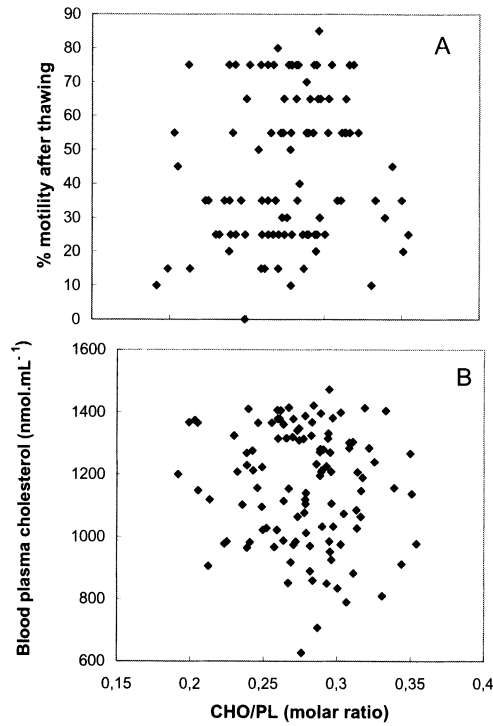 90
A
80
70
60
50
40
30
20
10
0
% motility after thawing
1600
B
1400
1200
1000
800
600
Blood plasma cholesterol (nmol.mL⁻¹)
0,15 0,2 0,25 0,3 0,35 0,4
CHO/PL (molar ratio)